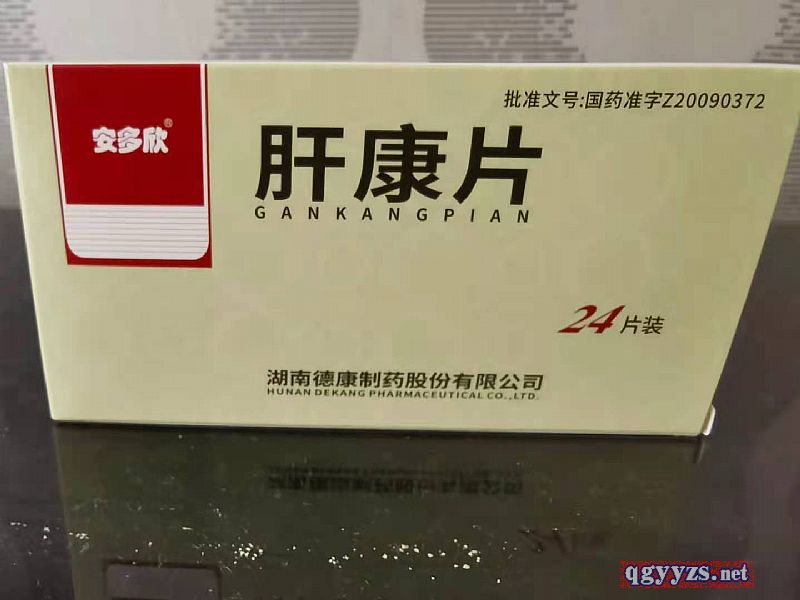 批准文号:国药准字Z20090372
安多欣®
肝康片
GANKANGPIAN
24片装
湖南德康制药股份有限公司
HUNAN DEKANG PHARMACEUTICAL CO.,LTD.
qgyyzs.net